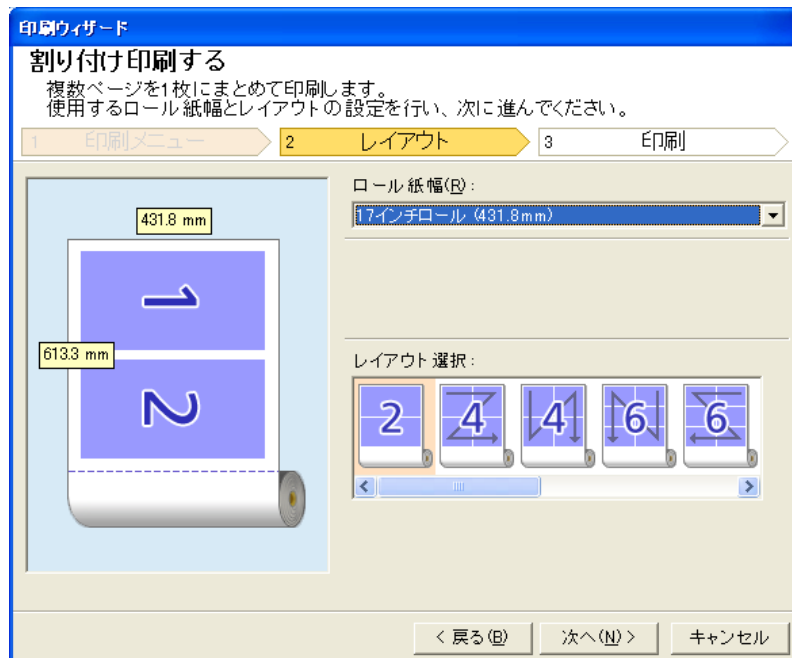 印刷ウィザード
割り付け印刷する
複数ページを1枚にまとめて印刷します。
使用するロール紙幅とレイアウトの設定を行い、次に進んでください。
1 印刷メニュー 2 レイアウト 3 印刷
ロール紙幅(R):
17インチロール (431.8mm)
431.8 mm
1
613.3 mm
2
レイアウト選択:
2 4 4 6 6
< 戻る(B) 次へ(N) > キャンセル